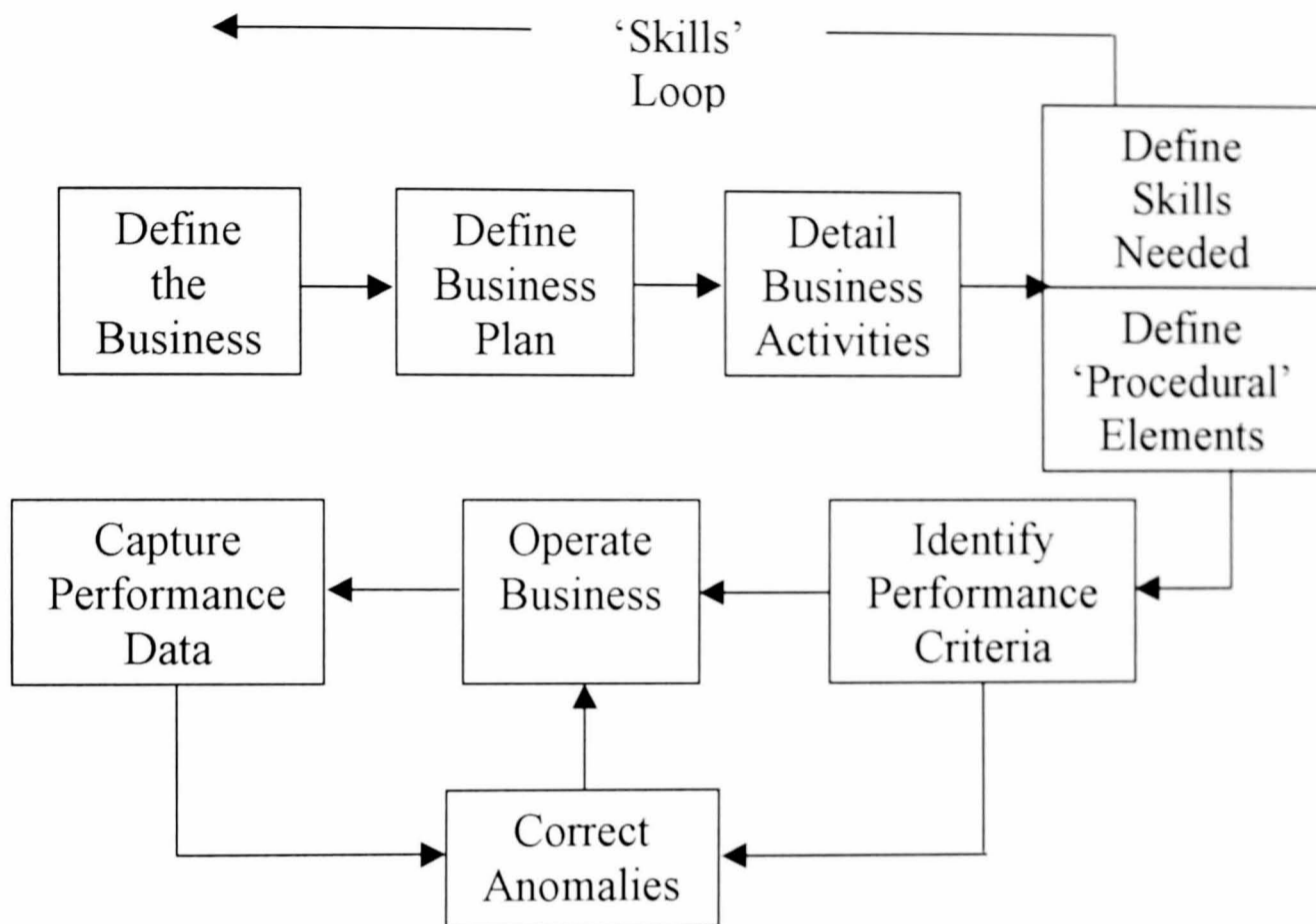 ‘Skills’
Loop
Define
the
Business
Define
Business
Plan
Detail
Business
Activities
Define
Skills
Needed
Define
‘Procedural’
Elements
Capture
Performance
Data
Operate
Business
Identify
Performance
Criteria
Correct
Anomalies